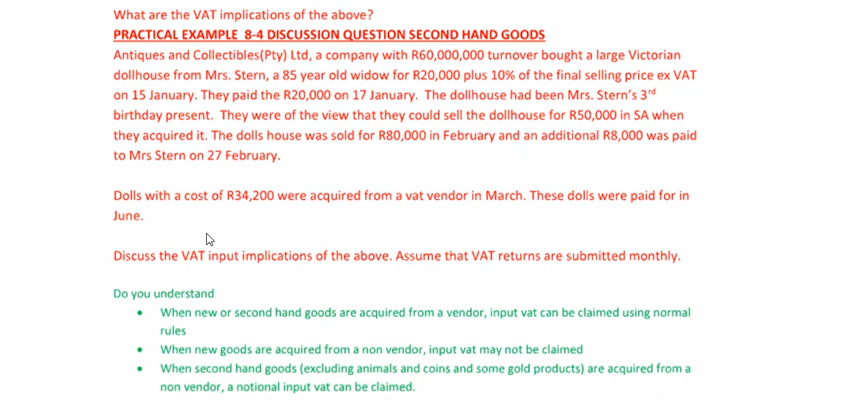 What are the VAT implications of the above?
PRACTICAL EXAMPLE 8-4 DISCUSSION QUESTION SECOND HAND GOODS
Antiques and Collectibles(Pty) Ltd, a company with R60,000,000 turnover bought a large Victorian
dollhouse from Mrs. Stern, a 85 year old widow for R20,000 plus 10% of the final selling price ex VAT
on 15 January. They paid the R20,000 on 17 January. The dollhouse had been Mrs. Stern's 3rd
birthday present. They were of the view that they could sell the dollhouse for R50,000 in SA when
they acquired it. The dolls house was sold for R80,000 in February and an additional R8,000 was paid
to Mrs Stern on 27 February.
Dolls with a cost of R34,200 were acquired from a vat vendor in March. These dolls were paid for in
June.
Discuss the VAT input implications of the above. Assume that VAT returns are submitted monthly.
Do you understand
• When new or second hand goods are acquired from a vendor, input vat can be claimed using normal
rules
• When new goods are acquired from a non vendor, input vat may not be claimed
• When second hand goods (excluding animals and coins and some gold products) are acquired from a
non vendor, a notional input vat can be claimed.